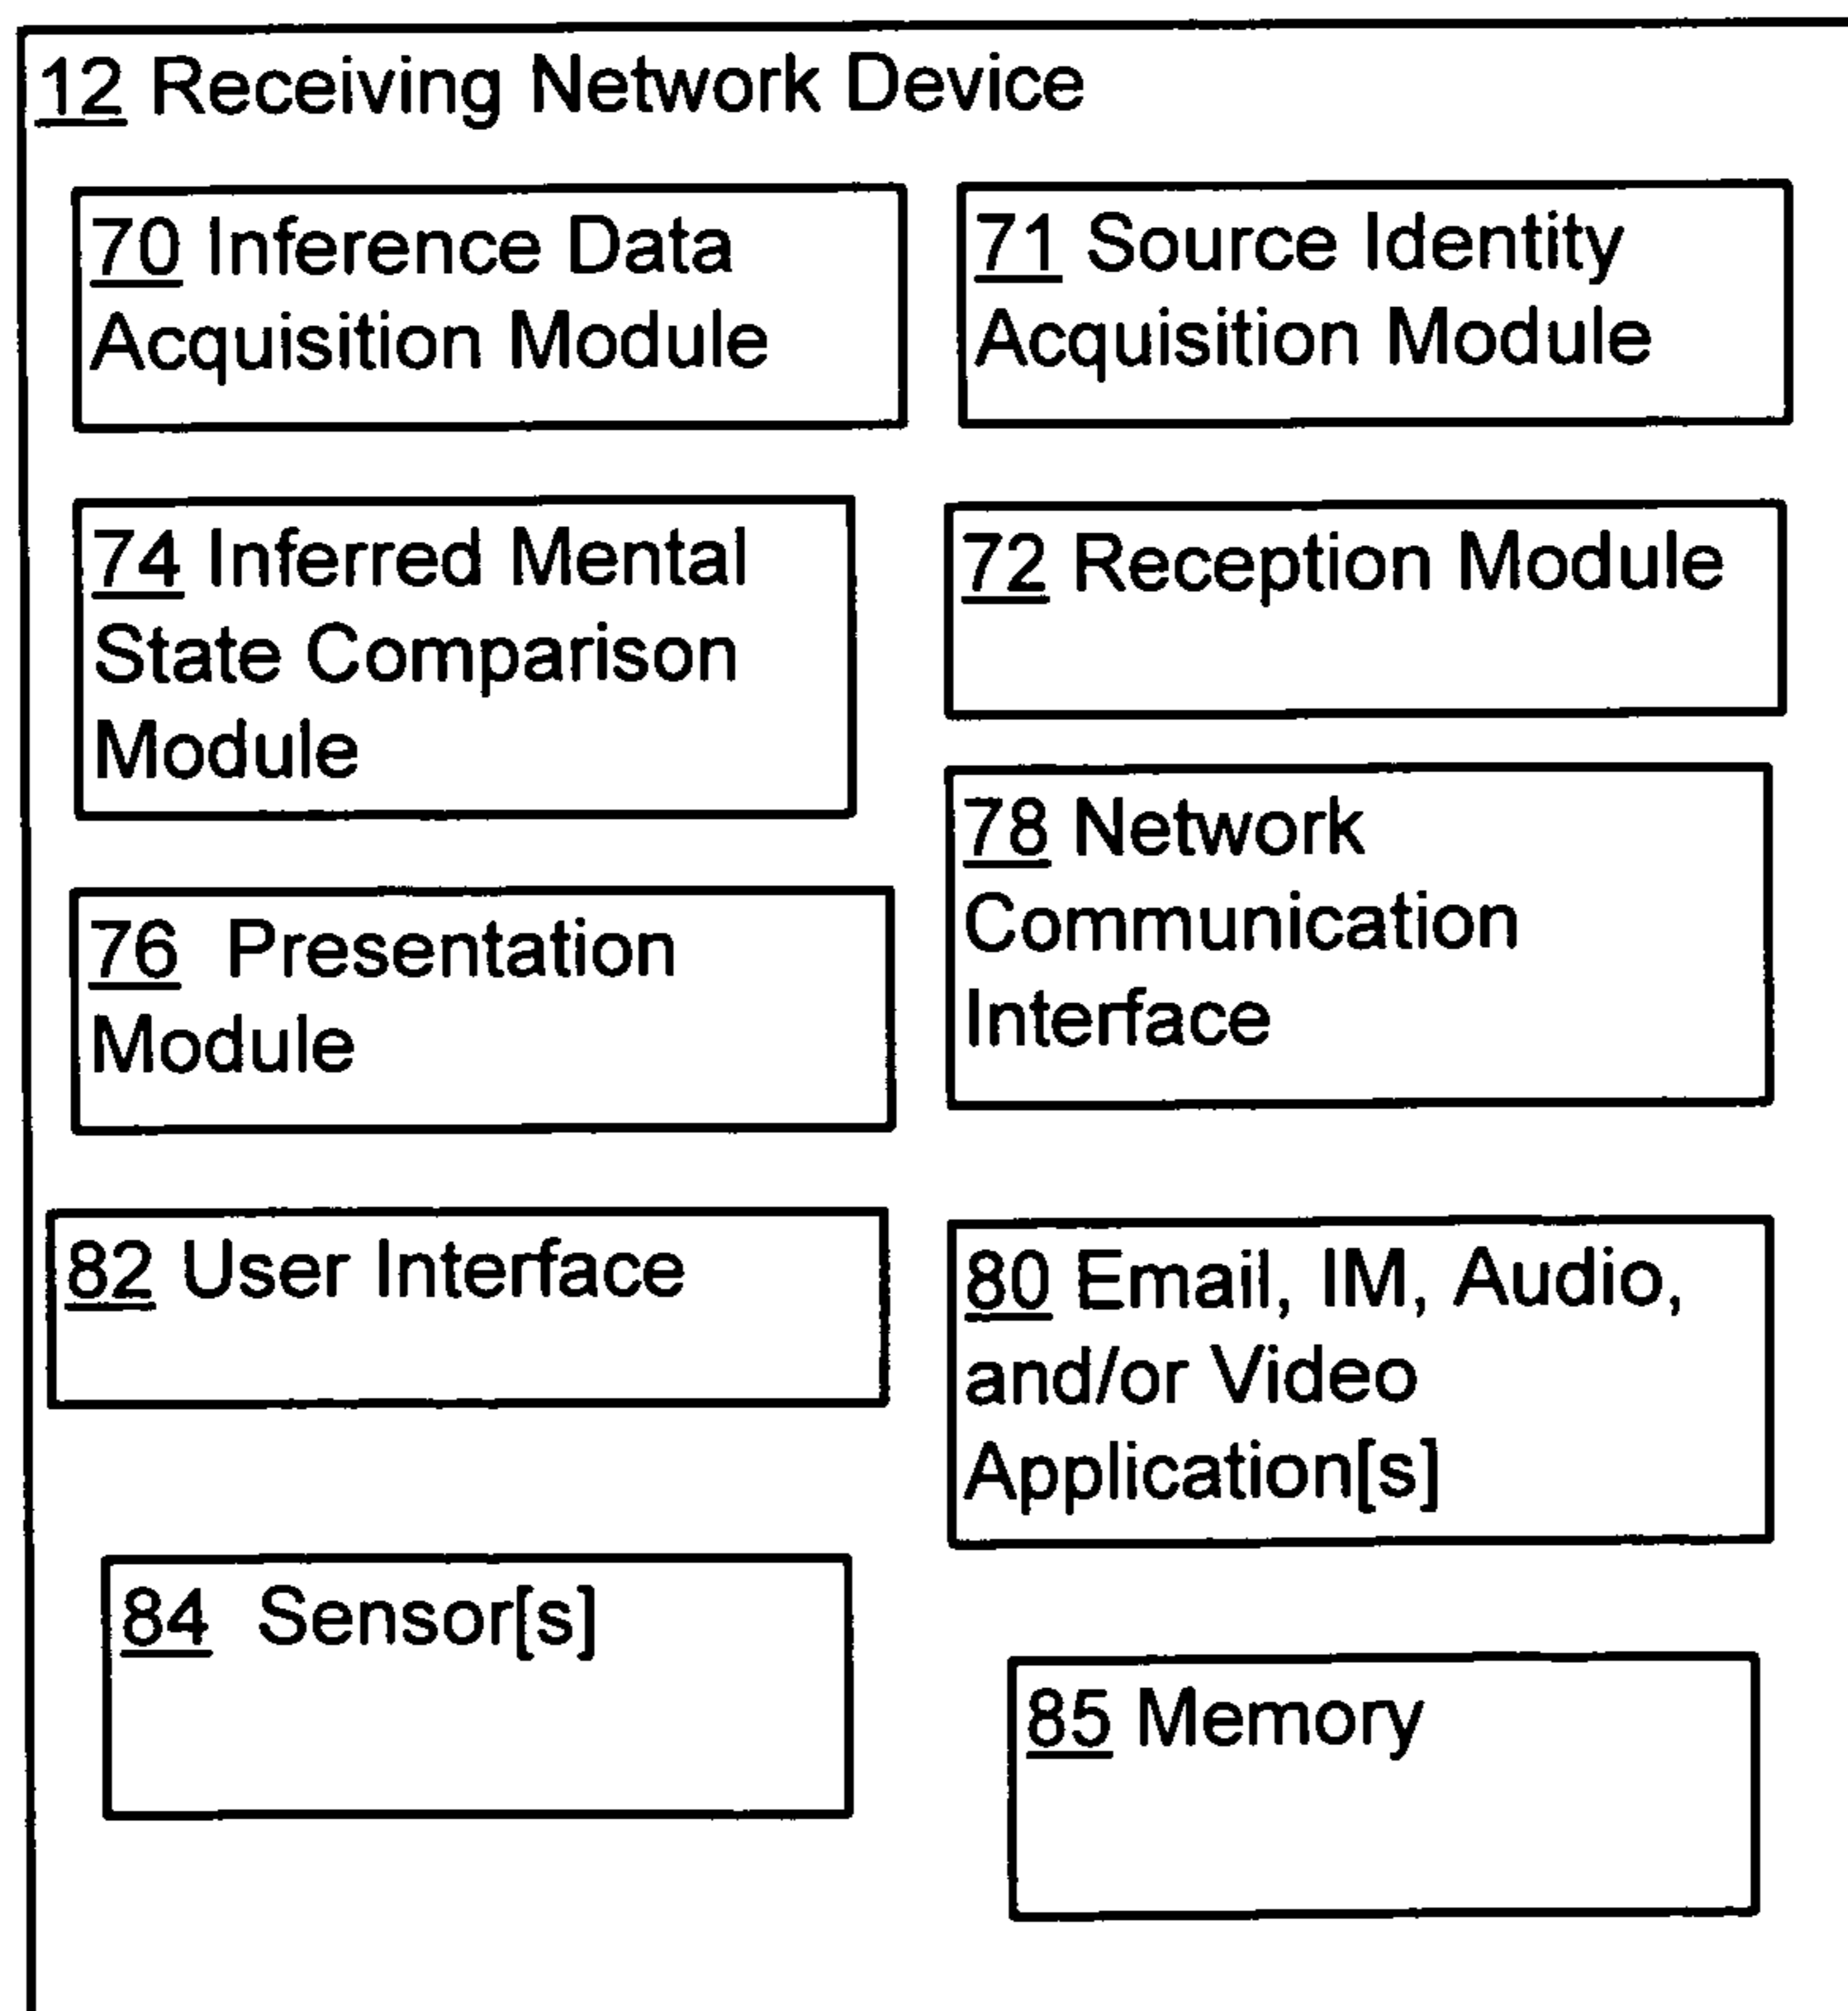 12 Receiving Network Device
70 Inference Data
Acquisition Module
71 Source Identity
Acquisition Module
74 Inferred Mental
State Comparison
Module
72 Reception Module
78 Network
Communication
Interface
76 Presentation
Module
82 User Interface
80 Email, IM, Audio,
and/or Video
Application[s]
84 Sensor[s]
85 Memory